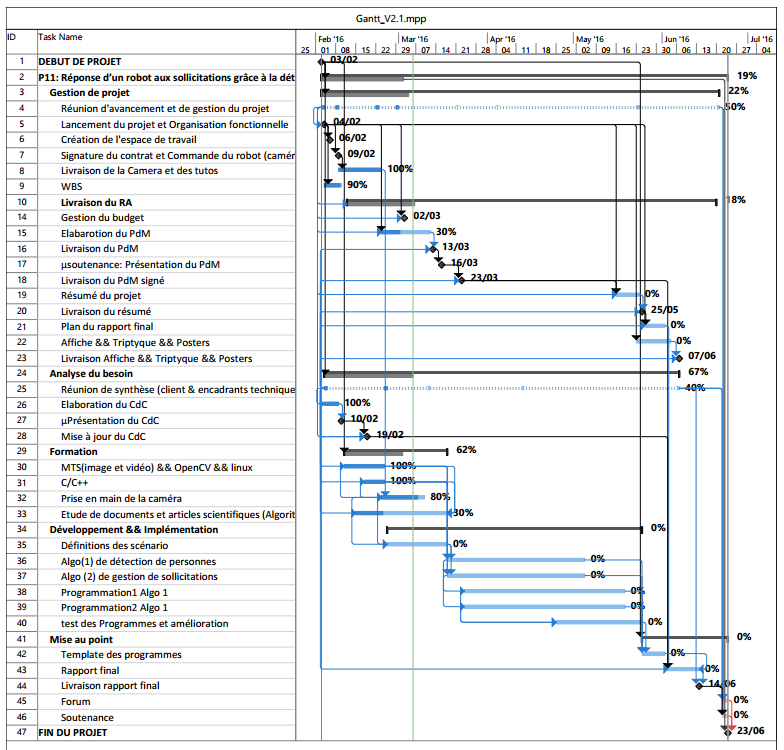 Gantt_V2.1.mpp
ID Task Name Feb '16 Mar '16 Apr '16 May '16 Jun '16 Jul '16
25 01 08 15 22 29 07 14 21 28 04 11 18 25 02 09 16 23 30 06 13 20 27 04
1 DEBUT DE PROJET 03/02
2 P11: Réponse d'un robot aux sollicitations grâce à la dét 19%
3 Gestion de projet 22%
4 Réunion d'avancement et de gestion du projet 50%
5 Lancement du projet et Organisation fonctionnelle 04/02
6 Création de l'espace de travail 06/02
7 Signature du contrat et Commande du robot (camér 09/02
8 Livraison de la Camera et des tutos 100%
9 WBS 90%
10 Livraison du RA 18%
14 Gestion du budget 02/03
15 Elabarotion du PdM 30%
16 Livraison du PdM 13/03
17 µsoutenance: Présentation du PdM 16/03
18 Livraison du PdM signé 23/03
19 Résumé du projet 0%
20 Livraison du résumé 25/05
21 Plan du rapport final 0%
22 Affiche && Triptyque && Posters 0%
23 Livraison Affiche && Triptyque && Posters 07/06
24 Analyse du besoin 67%
25 Réunion de synthèse (client & encadrants technique 40%
26 Elaboration du CdC 100%
27 µPrésentation du CdC 10/02
28 Mise à jour du CdC 19/02
29 Formation 62%
30 MTS(image et vidéo) && OpenCV && linux 100%
31 C/C++ 100%
32 Prise en main de la caméra 80%
33 Etude de documents et articles scientifiques (Algorit 30%
34 Développement && Implémentation 0%
35 Définitions des scénario 0%
36 Algo(1) de détection de personnes 0%
37 Algo (2) de gestion de sollicitations 0%
38 Programmation1 Algo 1 0%
39 Programmation2 Algo 1 0%
40 test des Programmes et amélioration 0%
41 Mise au point 0%
42 Template des programmes 0%
43 Rapport final 0%
44 Livraison rapport final 14/06
45 Forum 0%
46 Soutenance 0%
47 FIN DU PROJET 23/06